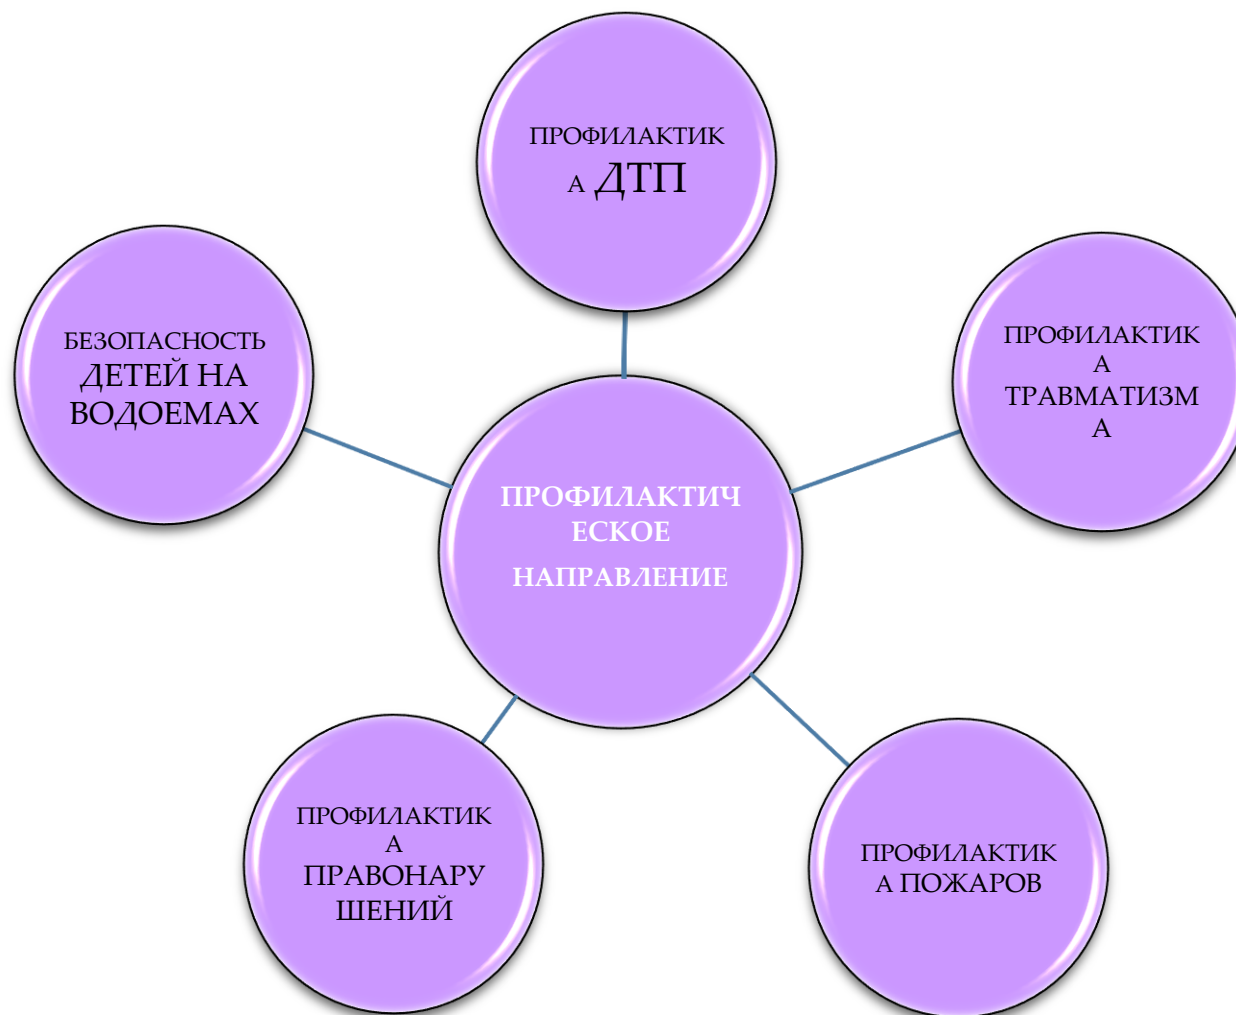 ПРОФИЛАКТИК
А ДТП
БЕЗОПАСНОСТЬ
ДЕТЕЙ НА
ВОДОЕМАХ
ПРОФИЛАКТИК
А
ТРАВМАТИЗМ
А
ПРОФИЛАКТИЧ
ЕСКОЕ
НАПРАВЛЕНИЕ
ПРОФИЛАКТИК
А
ПРАВОНАРУ
ШЕНИЙ
ПРОФИЛАКТИК
А ПОЖАРОВ